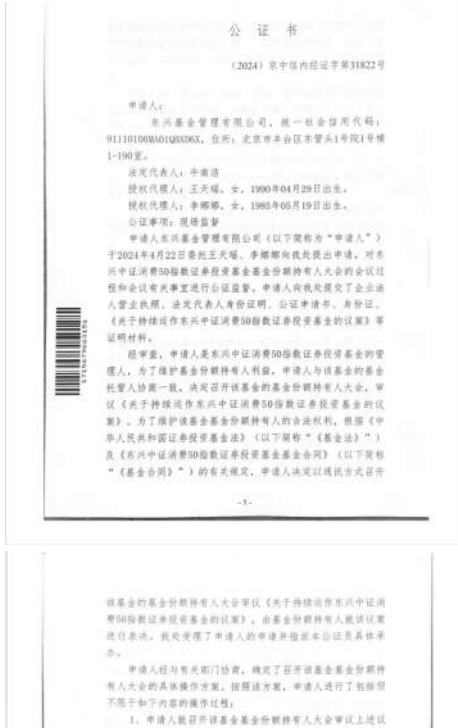 公 证 书
（2024）京中信内经证字第31822号
申请人：
东兴基金管理有限公司，统一社会信用代码：
91110106MA01QBXD6X，住所：北京市丰台区东管头1号院1号楼
1-190室。
法定代表人：牛南洁
授权代理人：王天瑶，女，1990年04月29日出生。
授权代理人：李娜娜，女，1985年05月19日出生。
公证事项：现场监督
申请人东兴基金管理有限公司（以下简称为“申请人”）
于2024年4月22日委托王天瑶、李娜娜向我处提出申请，对东
兴中证消费50指数证券投资基金基金份额持有人大会的会议过
程和会议有关事宜进行公证监督。申请人向我处提交了企业法
人营业执照、法定代表人身份证明、公证申请书、身份证、
《关于持续运作东兴中证消费50指数证券投资基金的议案》等
证明材料。
经审查，申请人是东兴中证消费50指数证券投资基金的管
理人，为了维护基金份额持有人利益，申请人与该基金的基金
托管人协商一致，决定召开该基金的基金份额持有人大会，审
议《关于持续运作东兴中证消费50指数证券投资基金的议
案》。为了维护该基金基金份额持有人的合法权利，根据《中
华人民共和国证券投资基金法》（以下简称“《基金法》”）
及《东兴中证消费50指数证券投资基金基金合同》（以下简称
“《基金合同》”）的有关规定，申请人决定以通讯方式召开
-1-
该基金的基金份额持有人大会审议《关于持续运作东兴中证消
费50指数证券投资基金的议案》，由基金份额持有人就该议案
进行表决。我处受理了申请人的申请并指派本公证员具体承
办。
申请人经与有关部门协商，确定了召开该基金基金份额持
有人大会的具体操作方案。按照该方案，申请人进行了包括但
不限于如下内容的操作过程：
1、申请人就召开该基金基金份额持有人大会审议上述议